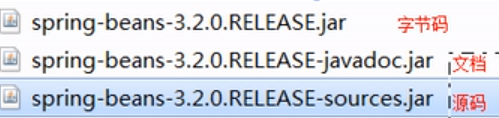 spring-beans-3.2.0.RELEASE.jar 字节码
spring-beans-3.2.0.RELEASE-javadoc.jar 文档
spring-beans-3.2.0.RELEASE-sources.jar 源码